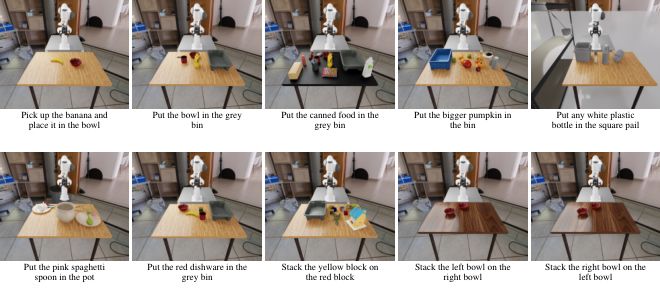 Pick up the banana and
place it in the bowl
Put the bowl in the grey
bin
Put the canned food in the
grey bin
Put the bigger pumpkin in
the bin
Put any white plastic
bottle in the square pail
Put the pink spaghetti
spoon in the pot
Put the red dishware in the
grey bin
Stack the yellow block on
the red block
Stack the left bowl on the
right bowl
Stack the right bowl on the
left bowl